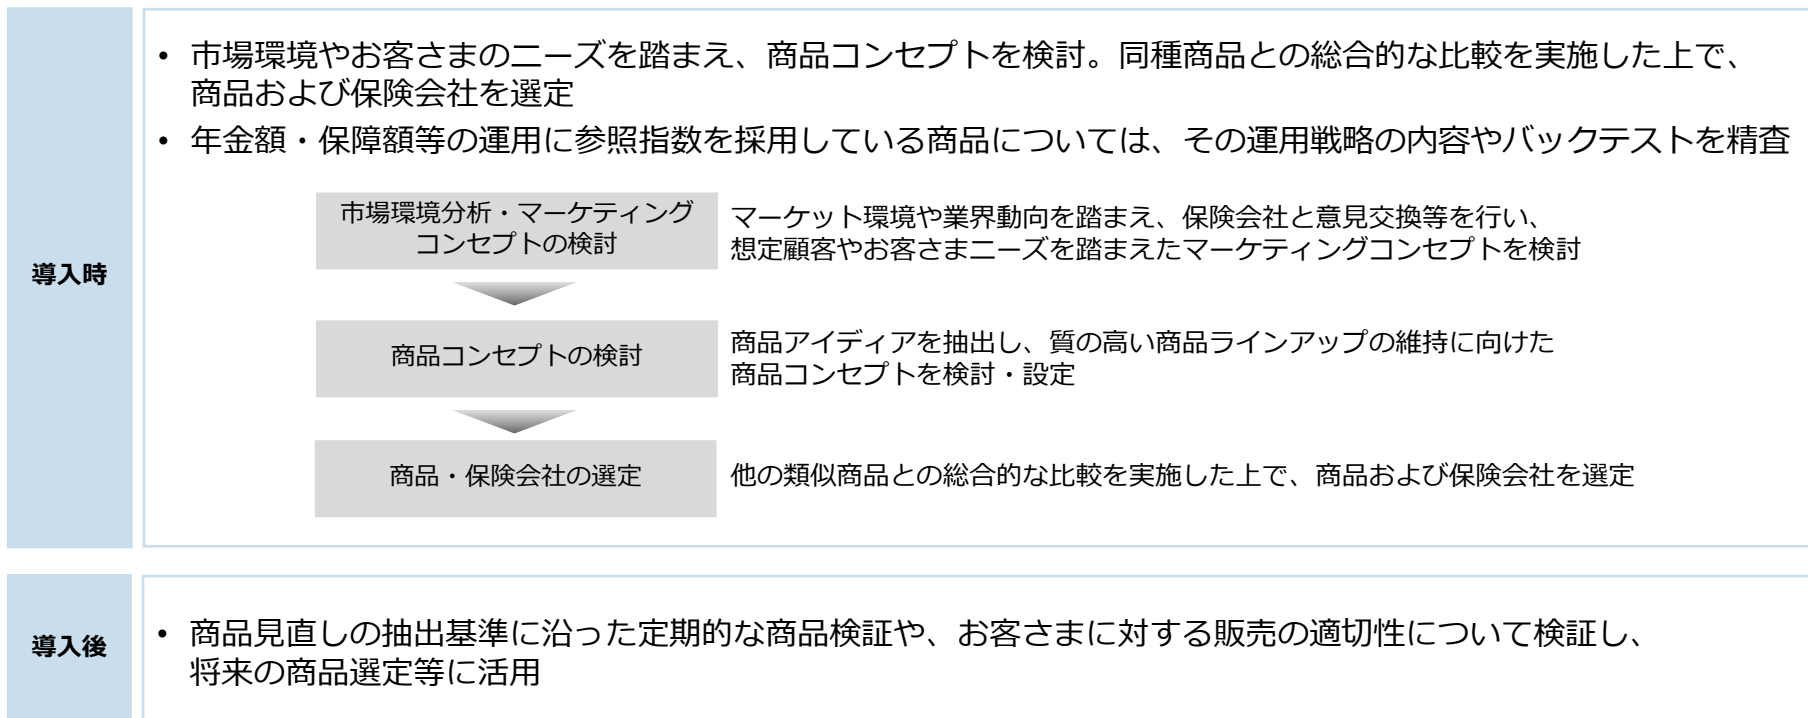 導入時
• 市場環境やお客さまのニーズを踏まえ、商品コンセプトを検討。同種商品との総合的な比較を実施した上で、
商品および保険会社を選定
• 年金額・保障額等の運用に参照指数を採用している商品については、その運用戦略の内容やバックテストを精査
市場環境分析・マーケティング
コンセプトの検討
マーケット環境や業界動向を踏まえ、保険会社と意見交換等を行い、
想定顧客やお客さまニーズを踏まえたマーケティングコンセプトを検討
商品コンセプトの検討
商品アイディアを抽出し、質の高い商品ラインアップの維持に向けた
商品コンセプトを検討・設定
商品・保険会社の選定
他の類似商品との総合的な比較を実施した上で、商品および保険会社を選定
導入後
• 商品見直しの抽出基準に沿った定期的な商品検証や、お客さまに対する販売の適切性について検証し、
将来の商品選定等に活用